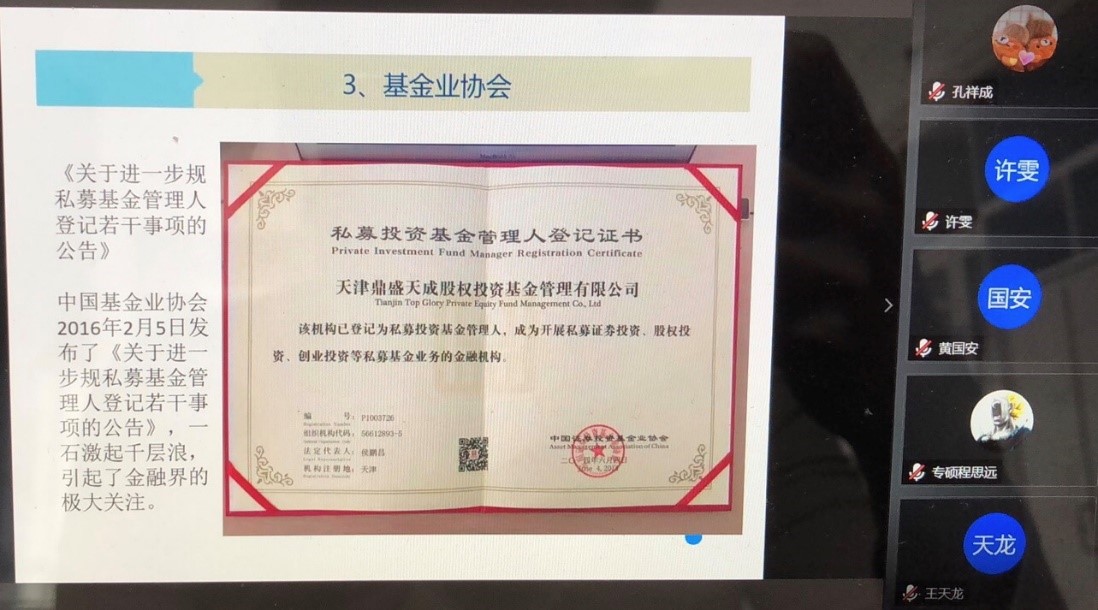 3、基金业协会
《关于进一步规
私募基金管理人
登记若干事项的
公告》
中国基金业协会
2016年2月5日发
布了《关于进一
步规私募基金管
理人登记若干事
项的公告》，一
石激起千层浪，
引起了金融界的
极大关注。
私募投资基金管理人登记证书
Private Investment Fund Manager Registration Certificate
天津鼎盛天成股权投资基金管理有限公司
Tianjin Top Glory Private Equity Fund Management Co., Ltd
该机构已登记为私募投资基金管理人，成为开展私募证券投资、股权投
资、创业投资等私募基金业务的金融机构。
编 号：P1003726
组织机构代码：56612893-5
法定代表人：侯鹏昌
机构注册地：天津
中国证券投资基金业协会
Asset Management Association of China
孔祥成
许雯
许雯
国安
黄国安
专硕程思远
天龙
王天龙